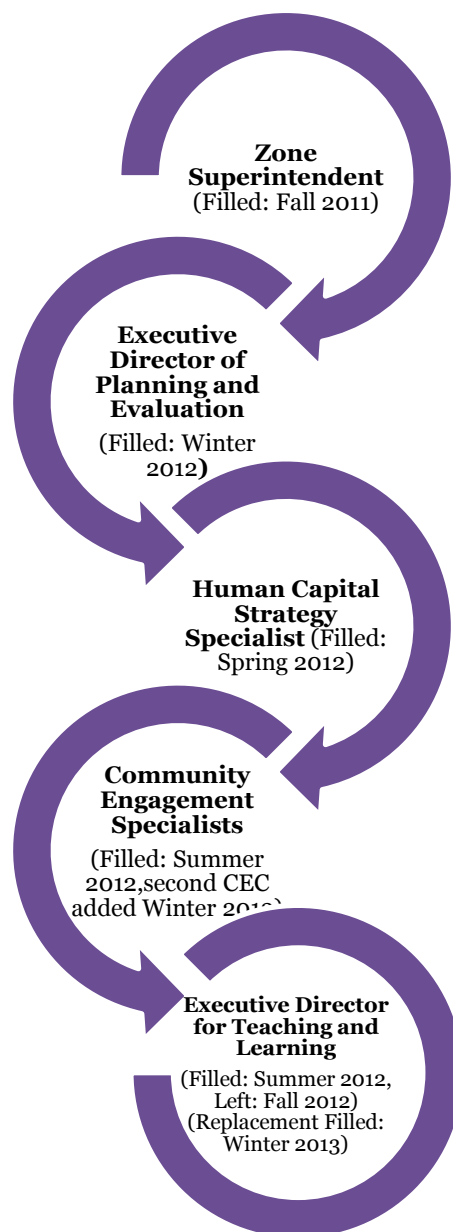 Zone
Superintendent
(Filled: Fall 2011)
Executive
Director of
Planning and
Evaluation
(Filled: Winter
2012)
Human Capital
Strategy
Specialist (Filled:
Spring 2012)
Community
Engagement
Specialists
(Filled: Summer
2012,second CEC
added Winter
Executive Director
for Teaching and
Learning
(Filled: Summer 2012,
Left: Fall 2012)
(Replacement Filled:
Winter 2013)